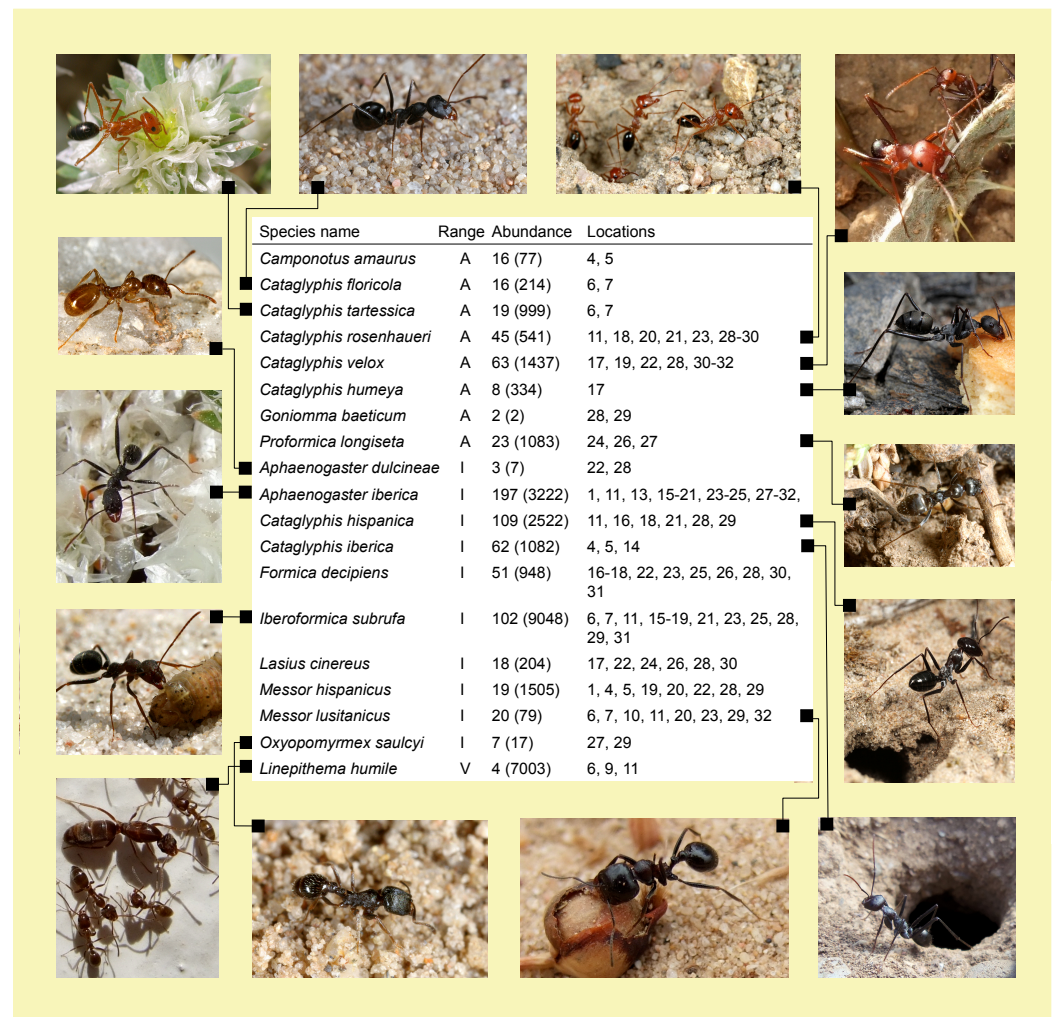 Species name Range Abundance Locations
Camponotus amaurus A 16 (77) 4, 5
Cataglyphis floricola A 16 (214) 6, 7
Cataglyphis tartessica A 19 (999) 6, 7
Cataglyphis rosenhaueri A 45 (541) 11, 18, 20, 21, 23, 28-30
Cataglyphis velox A 63 (1437) 17, 19, 22, 28, 30-32
Cataglyphis humeya A 8 (334) 17
Goniomma baeticum A 2 (2) 28, 29
Proformica longiseta A 23 (1083) 24, 26, 27
Aphaenogaster dulcineae I 3 (7) 22, 28
Aphaenogaster iberica I 197 (3222) 1, 11, 13, 15-21, 23-25, 27-32,
Cataglyphis hispanica I 109 (2522) 11, 16, 18, 21, 28, 29
Cataglyphis iberica I 62 (1082) 4, 5, 14
Formica decipiens I 51 (948) 16-18, 22, 23, 25, 26, 28, 30,
31
Iberoformica subrufa I 102 (9048) 6, 7, 11, 15-19, 21, 23, 25, 28,
29, 31
Lasius cinereus I 18 (204) 17, 22, 24, 26, 28, 30
Messor hispanicus I 19 (1505) 1, 4, 5, 19, 20, 22, 28, 29
Messor lusitanicus I 20 (79) 6, 7, 10, 11, 20, 23, 29, 32
Oxyopomyrmex saulcyi I 7 (17) 27, 29
Linepithema humile V 4 (7003) 6, 9, 11